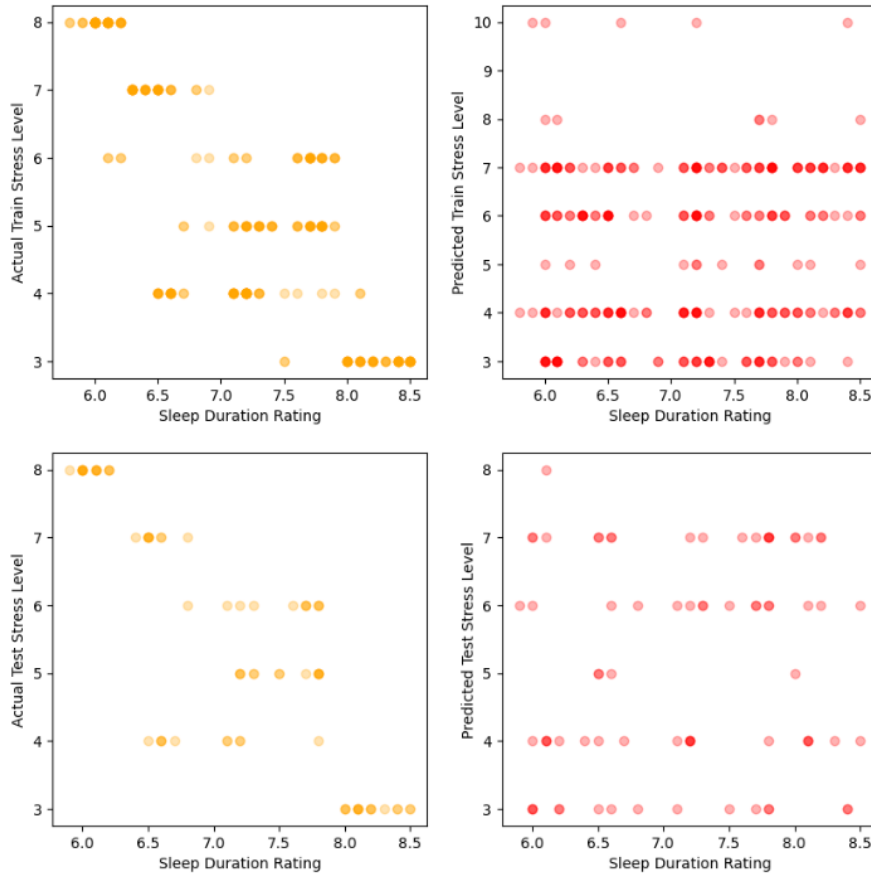 8
7
6
5
4
3
Actual Train Stress Level
6.0 6.5 7.0 7.5 8.0 8.5
Sleep Duration Rating
10
9
8
7
6
5
4
3
Predicted Train Stress Level
6.0 6.5 7.0 7.5 8.0 8.5
Sleep Duration Rating
8
7
6
5
4
3
Actual Test Stress Level
6.0 6.5 7.0 7.5 8.0 8.5
Sleep Duration Rating
8
7
6
5
4
3
Predicted Test Stress Level
6.0 6.5 7.0 7.5 8.0 8.5
Sleep Duration Rating